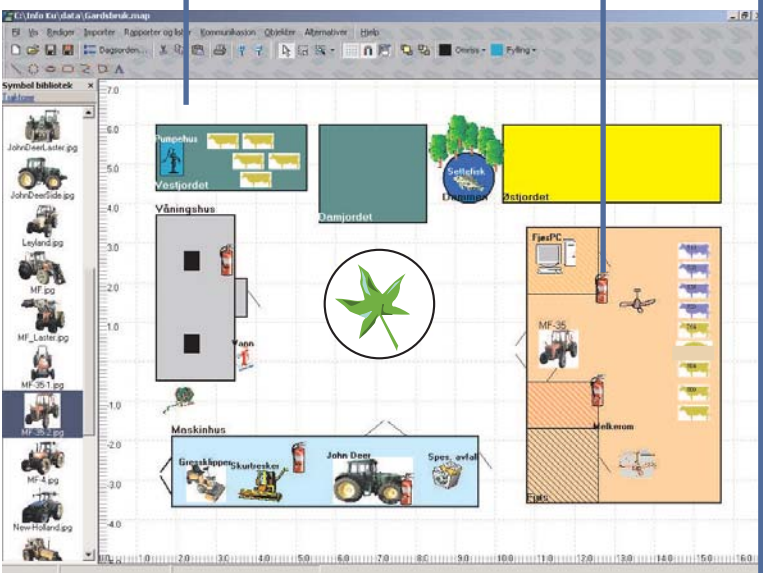 C:\Info Ku\data\Gardsbruk.map
Fil Vis Rediger Importer Rapporter og lister Kommunikasjon Objekter Alternativer Hjelp
Dagsorden... Omriss Fylling
Symbol bibliotek x
Traktorer
JohnDeerLaster.jpg
JohnDeerSide.jpg
Leyland.jpg
MF.jpg
MF_Laster.jpg
MF-35-1.jpg
MF-35-2.jpg
MF-4.jpg
New-Holland.jpg
7.0
6.0
5.0
4.0
3.0
2.0
1.0
-1.0
-2.0
-3.0
-4.0
Pumpehus
Vestjordet
Damjordet
Settefisk
Dammen
Østjordet
Våningshus
Vann
FjøsPC
MF-35
Melkerom
Fjøs
Maskinhus
Gressklipper
Skurtresker
John Deer
Spes. avfall
1.0 2.0 3.0 4.0 5.0 6.0 7.0 8.0 9.0 10.0 11.0 12.0 13.0 14.0 15.0 16.0